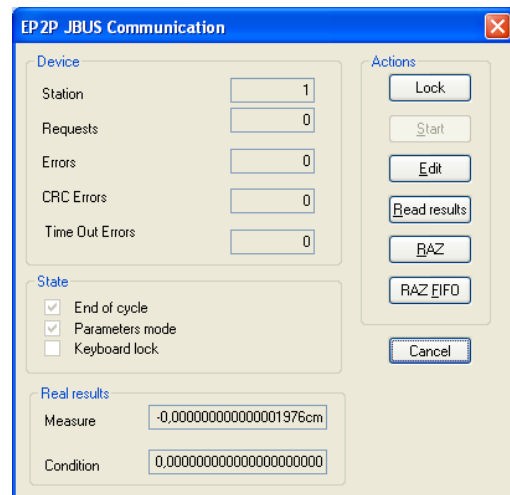 EP2P JBUS Communication
Device
Station 1
Requests 0
Errors 0
CRC Errors 0
Time Out Errors 0
State
End of cycle
Parameters mode
Keyboard lock
Real results
Measure -0,000000000000001976cm
Condition 0,000000000000000000000
Actions
Lock
Start
Edit
Read results
RAZ
RAZ FIFO
Cancel